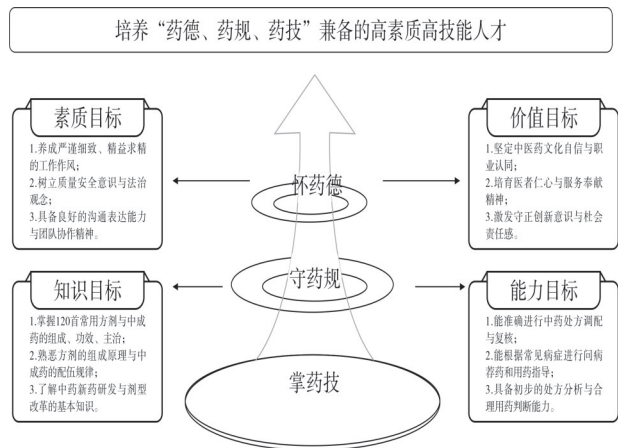 培养“药德、药规、药技”兼备的高素质高技能人才
素质目标
1.养成严谨细致、精益求精
的工作作风；
2.树立质量安全意识与法治
观念；
3.具备良好的沟通表达能力
与团队协作精神。
价值目标
1.坚定中医药文化自信与职
业认同；
2.培育医者仁心与服务奉献
精神；
3.激发守正创新意识与社会
责任感。
怀药德
守药规
掌药技
知识目标
1.掌握120首常用方剂与中成
药的组成、功效、主治；
2.熟悉方剂的组成原理与中
成药的配伍规律；
3.了解中药新药研发与剂型
改革的基本知识。
能力目标
1.能准确进行中药处方调配
与复核；
2.能根据常见病症进行问病
荐药和用药指导；
3.具备初步的处方分析与合
理用药判断能力。